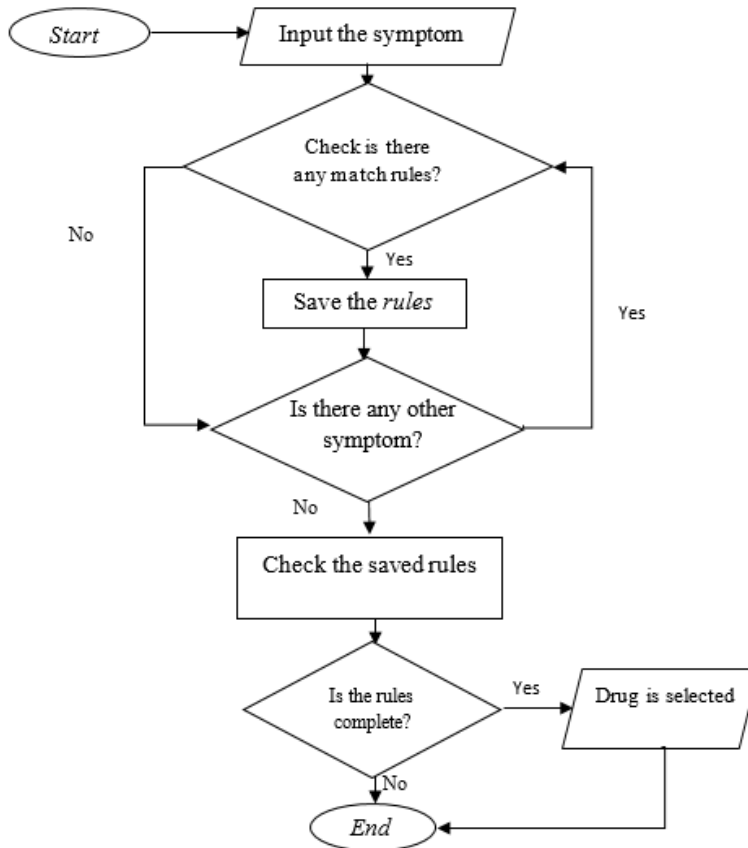 Start
Input the symptom
Check is there
any match rules?
No
Yes
Save the rules
Yes
Is there any other
symptom?
No
Check the saved rules
Is the rules
complete?
Yes
Drug is selected
No
End